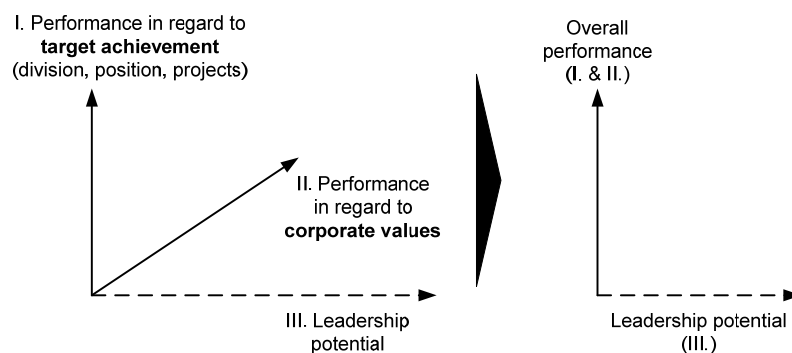 I. Performance in regard to
target achievement
(division, position, projects)
II. Performance
in regard to
corporate values
III. Leadership
potential
Overall
performance
(I. & II.)
Leadership potential
(III.)